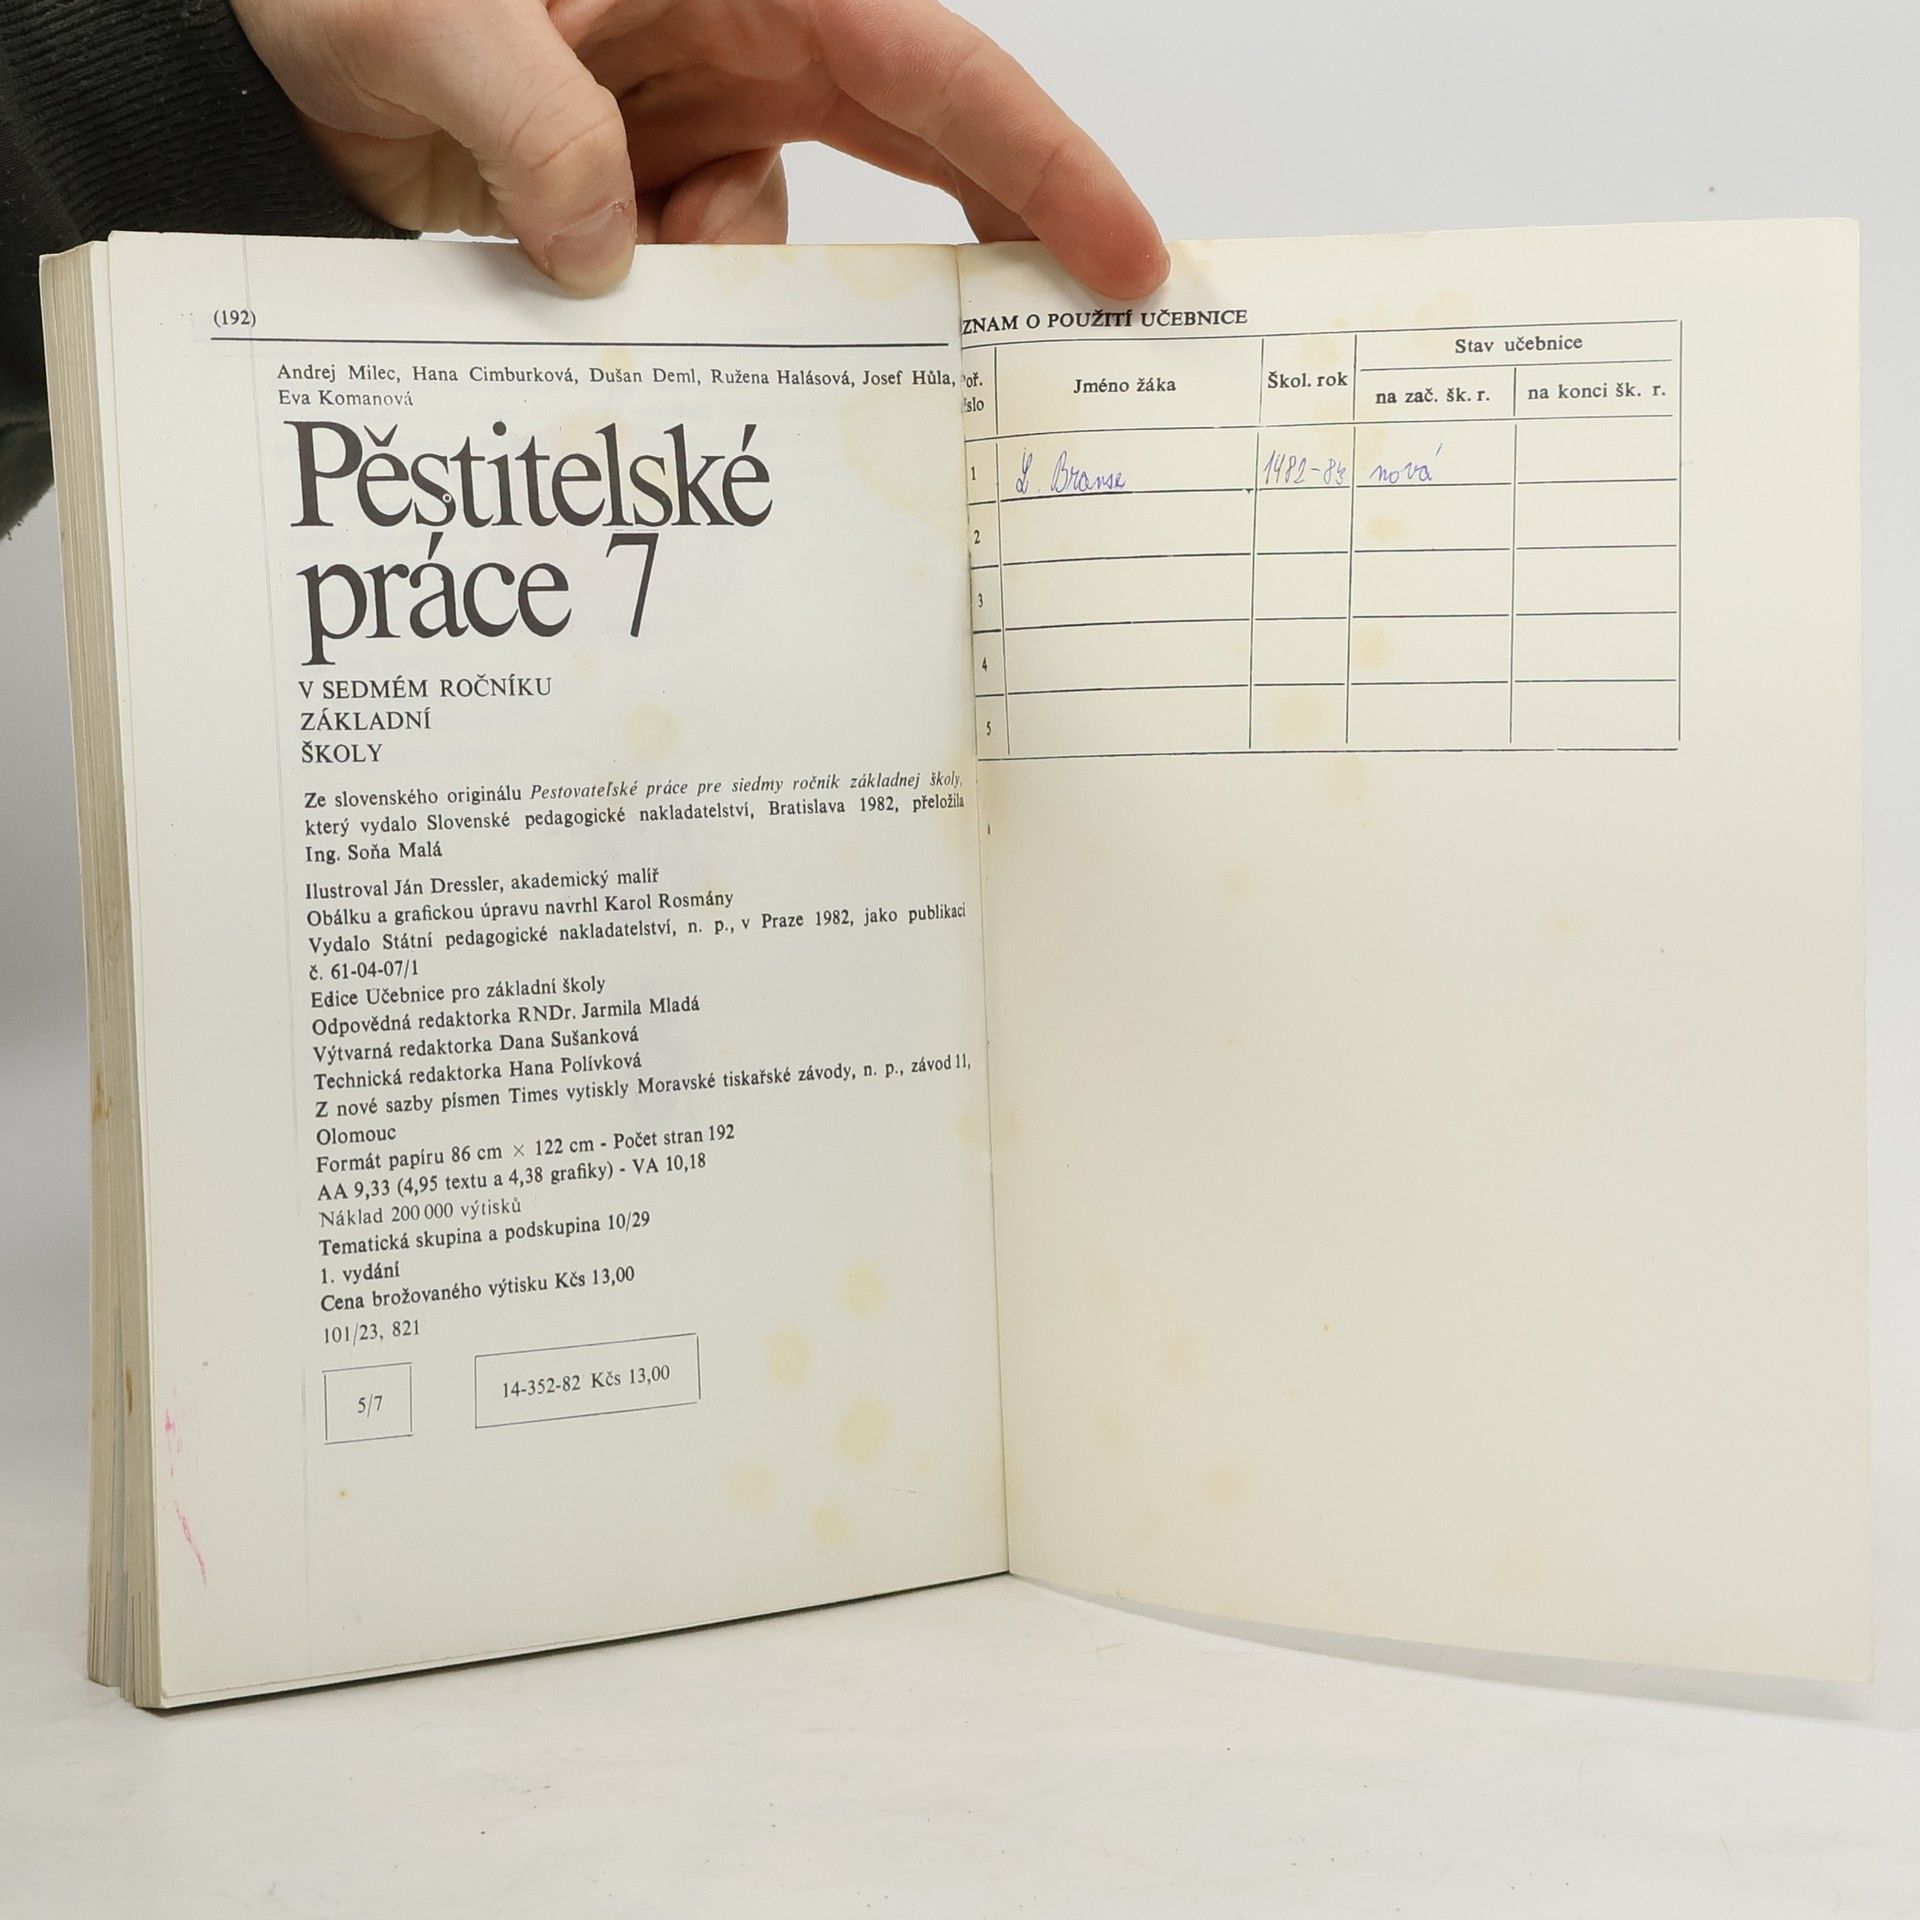 (192)
Andrej Milec, Hana Cimburková, Dušan Deml, Ružena Halásová, Josef Hůla,
Eva Komanová
Pěstitelské
práce 7
V SEDMÉM ROČNÍKU
ZÁKLADNÍ
ŠKOLY
Ze slovenského originálu Pestovateľské práce pre siedmy ročník základnej školy,
který vydalo Slovenské pedagogické nakladatelství, Bratislava 1982, přeložila
Ing. Soňa Malá
Ilustroval Ján Dressler, akademický malíř
Obálku a grafickou úpravu navrhl Karol Rosmány
Vydalo Státní pedagogické nakladatelství, n. p., v Praze 1982, jako publikaci
č. 61-04-07/1
Edice Učebnice pro základní školy
Odpovědná redaktorka RNDr. Jarmila Mladá
Výtvarná redaktorka Dana Sušanková
Technická redaktorka Hana Polívková
Z nové sazby písmen Times vytiskly Moravské tiskařské závody, n. p., závod 11,
Olomouc
Formát papíru 86 cm × 122 cm - Počet stran 192
AA 9,33 (4,95 textu a 4,38 grafiky) - VA 10,18
Náklad 200 000 výtisků
Tematická skupina a podskupina 10/29
1. vydání
Cena brožovaného výtisku Kčs 13,00
101/23, 821
5/7
14-352-82 Kčs 13,00
ZNAM O POUŽITÍ UČEBNICE
oř. Jméno žáka Škol. rok Stav učebnice
slo na zač. šk. r. na konci šk. r.
1 1982-83 nová
2
3
4
5